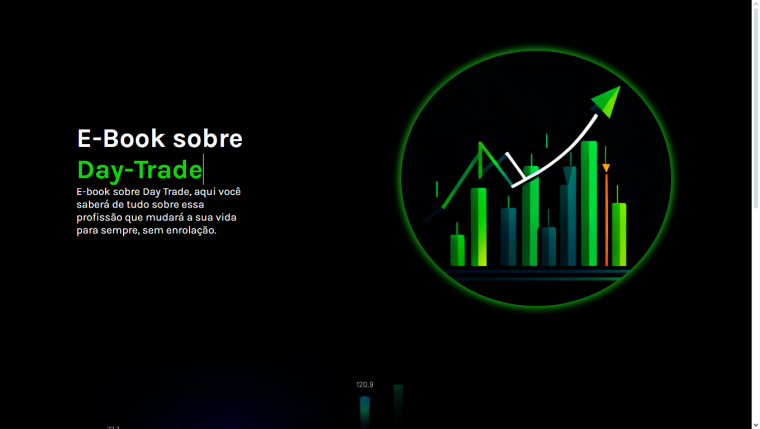 E-Book sobre
Day-Trade
E-book sobre Day Trade, aqui você
saberá de tudo sobre essa
profissão que mudará a sua vida
para sempre, sem enrolação.
120.9